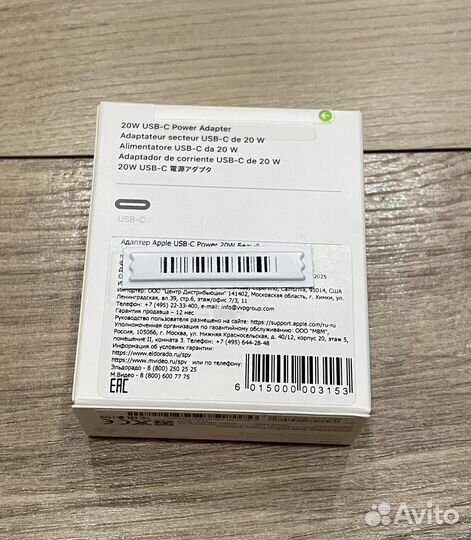 20W USB-C Power Adapter
Adaptateur secteur USB-C de 20 W
Alimentatore USB-C da 20 W
Adaptador de corriente USB-C de 20 W
20W USB-C 電源アダプタ
USB-C
Адаптер Apple USB-C Power 20W Белый
2025
California, 95014, США
Импортер: ООО "Центр Дистрибьюции" 141402, Московская область, г. Химки, ул.
Ленинградская, вл.39, стр.6, этаж/офис 7/3, 11
Телефон: +7 (495) 22-33-400, email: info@vvpgroup.com
Гарантия продавца – 12 мес
Руководство пользователя размещено на сайте: https://support.apple.com/ru-ru
Уполномоченная организация по гарантийному обслуживанию: ООО "МВМ",
Россия, 105066, г. Москва, ул. Нижняя Красносельская, д. 40/12, корпус 20, этаж 5,
помещение II, комната 3. Телефон: +7 (495) 644-28-48
Информация об условиях гарантии:
https://www.eldorado.ru/spv
https://www.mvideo.ru/spv или по телефону:
Эльдорадо - 8 (800) 250 25 25
М.Видео - 8 (800) 600 77 75
EAC
6 015000 003153
CE
Avito